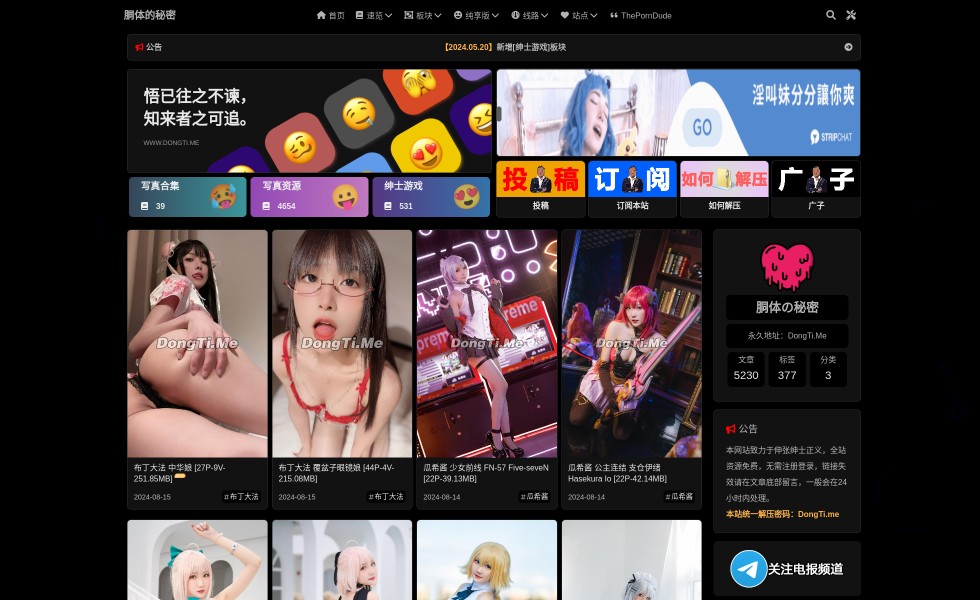 胴体的秘密
首页 速览 板块 纯享版 线路 站点 ThePornDude
公告
【2024.05.20】新增[绅士游戏]板块
悟已往之不谏，
知来者之可追。
WWW.DONGTI.ME
淫叫妹分分讓你爽
GO
STRIPCHAT
写真合集
39
写真资源
4654
绅士游戏
531
投稿
订阅
如何解压
广子
投稿
订阅本站
如何解压
广子
DongTi.Me
DongTi.Me
DongTi.Me
DongTi.Me
布丁大法 中华娘 [27P-9V-
251.85MB]
2024-08-15
#布丁大法
布丁大法 覆盆子眼镜娘 [44P-4V-
215.08MB]
2024-08-15
#布丁大法
瓜希酱 少女前线 FN-57 Five-seveN
[22P-39.13MB]
2024-08-14
#瓜希酱
瓜希酱 公主连结 支仓伊绪
Hasekura Io [22P-42.14MB]
2024-08-14
#瓜希酱
胴体の秘密
永久地址：DongTi.Me
文章
5230
标签
377
分类
3
公告
本网站致力于伸张绅士正义，全站
资源免费，无需注册登录，链接失
效请在文章底部留言，一般会在24
小时内处理。
本站统一解压密码：DongTi.me
关注电报频道